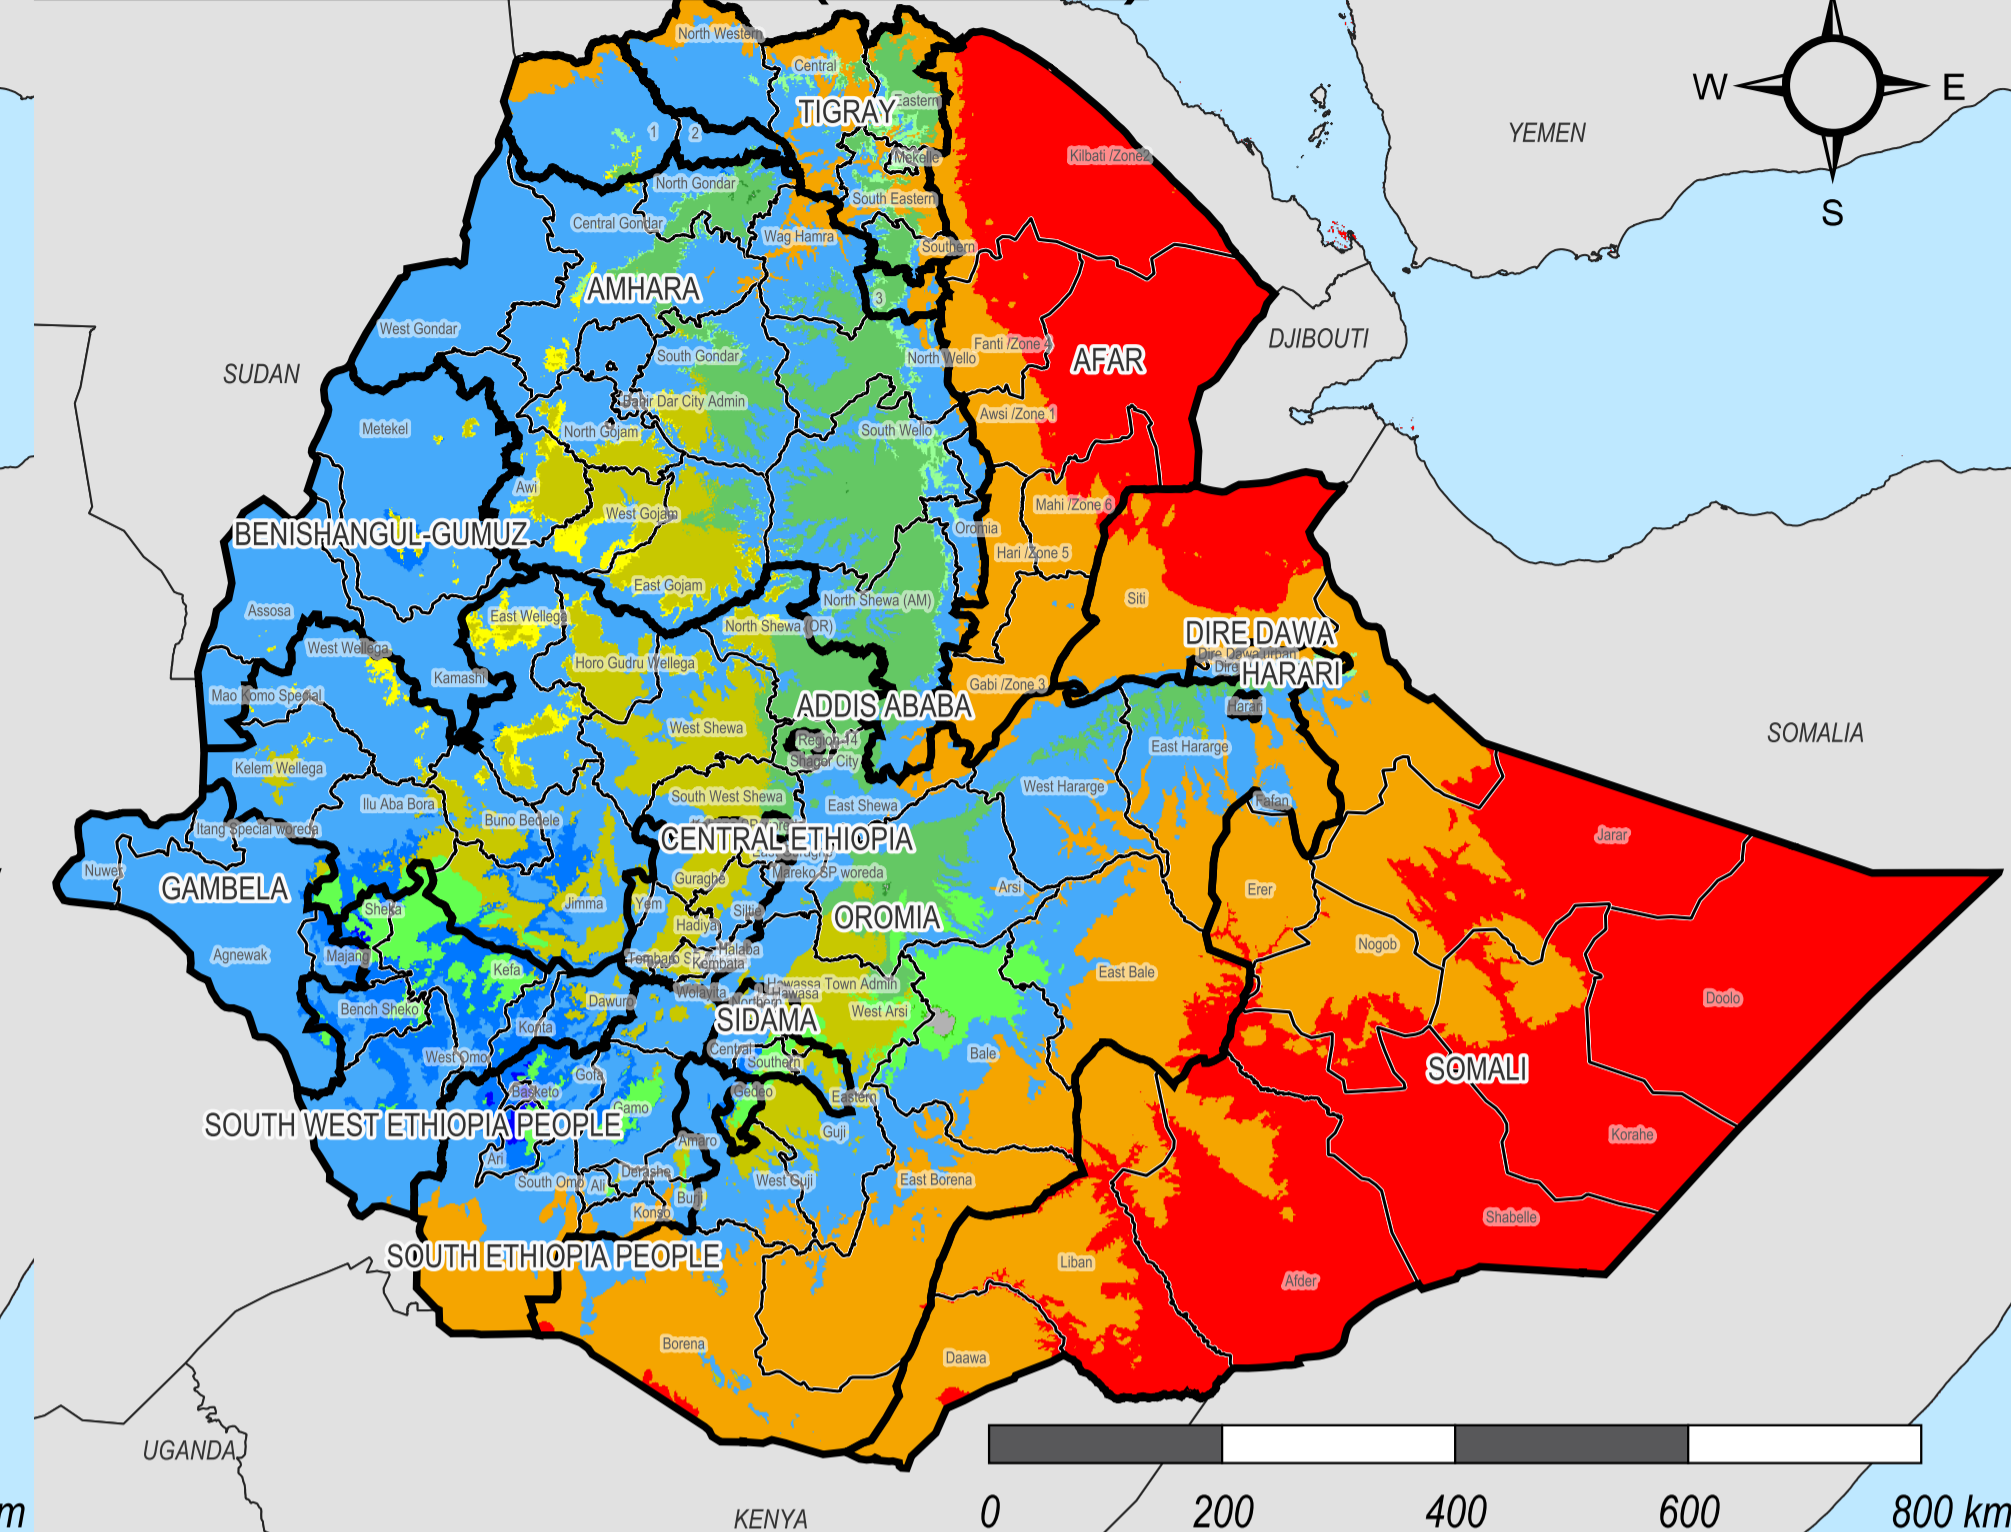 North Western
Central
W
E
TIGRAY
Eastern
1
2
YEMEN
Mekelle
Kilbati /Zone2
North Gondar
South Eastern
S
Central Gondar
Wag Hamra
Southern
AMHARA
3
West Gondar
DJIBOUTI
Fanti /Zone 4
South Gondar
North Wello
AFAR
SUDAN
Bahir Dar City Admin
Awsi /Zone 1
Metekel
North Gojam
South Wello
Awi
Mahi /Zone 6
West Gojam
BENISHANGUL-GUMUZ
Oromia
Hari /Zone 5
East Gojam
Siti
North Shewa (AM)
Assosa
East Wellega
North Shewa (OR)
DIRE DAWA
West Wellega
Dire Dawa urban
Horo Gudru Wellega
Dire
HARARI
Kamashi
Gabi /Zone 3
Mao Komo Special
ADDIS ABABA
Harari
West Shewa
SOMALIA
Region 14
East Hararge
Shager City
Kelem Wellega
West Hararge
South West Shewa
Ilu Aba Bora
East Shewa
Fafan
Buno Bedele
Itang Special woreda
Jarar
CENTRAL ETHIOPIA
East Guraghe
Nuwer
Mareko SP woreda
Guraghe
GAMBELA
Arsi
Erer
Yem
Jimma
Sheka
Siltie
OROMIA
Hadiya
Nogob
Halaba
Agnewak
Majang
Tembaro S
Kembata
Kefa
East Bale
Hawassa Town Admin
Wolayita
Hawasa
Doolo
Dawuro
Northern
Bench Sheko
West Arsi
SIDAMA
Konta
Central
Bale
West Omo
Southern
SOMALI
Gofa
Basketo
Gedeo
Eastern
Gamo
SOUTH WEST ETHIOPIA PEOPLE
Guji
Korahe
Amaro
Ari
Derashe
South Omo
Ali
West Guji
East Borena
Burji
Konso
Shabelle
SOUTH ETHIOPIA PEOPLE
Liban
Afder
Borena
Daawa
UGANDA
m
0
200
400
600
800 km
KENYA